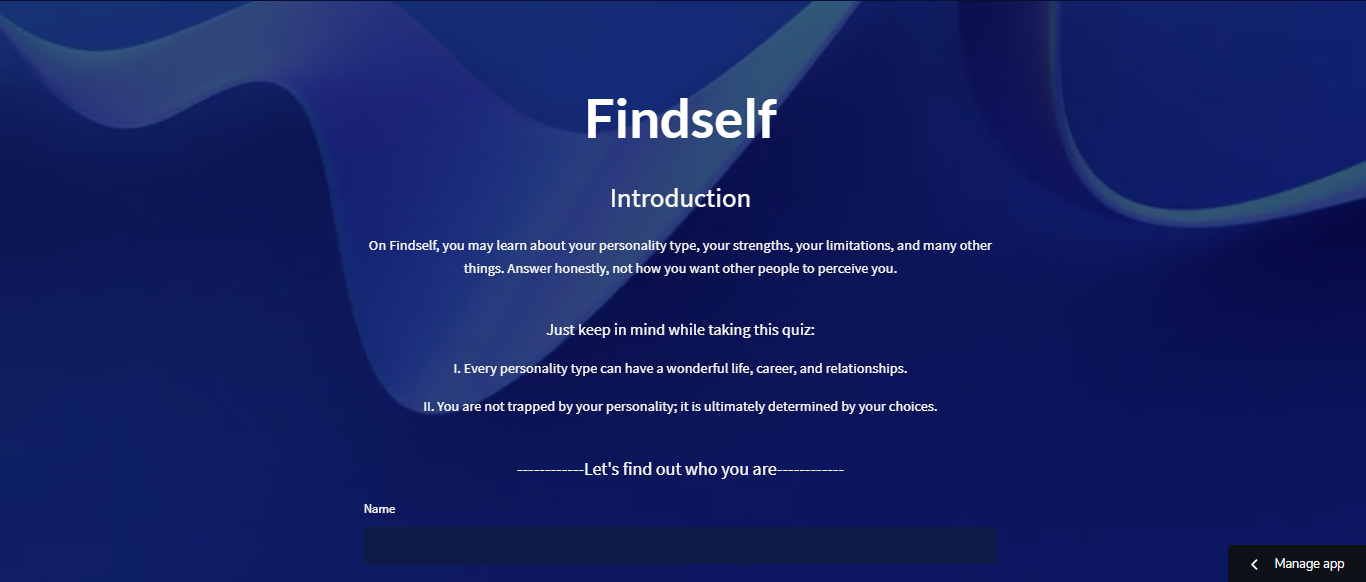 Findself
Introduction
On Findself, you may learn about your personality type, your strengths, your limitations, and many other
things. Answer honestly, not how you want other people to perceive you.
Just keep in mind while taking this quiz:
I. Every personality type can have a wonderful life, career, and relationships.
II. You are not trapped by your personality; it is ultimately determined by your choices.
------------Let's find out who you are------------
Name
Manage app